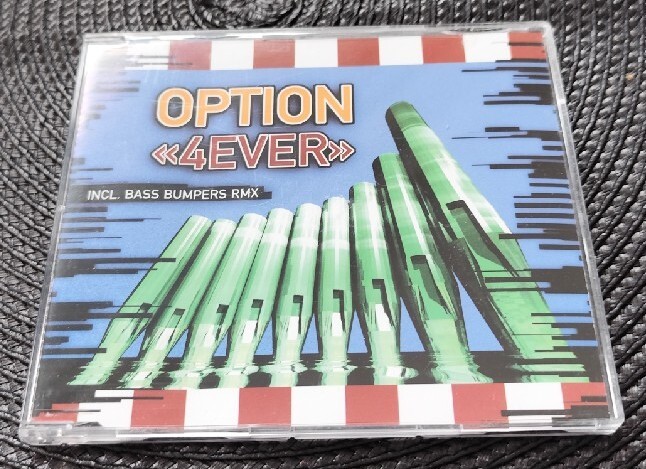 OPTION
«4EVER»
INCL. BASS BUMPERS RMX